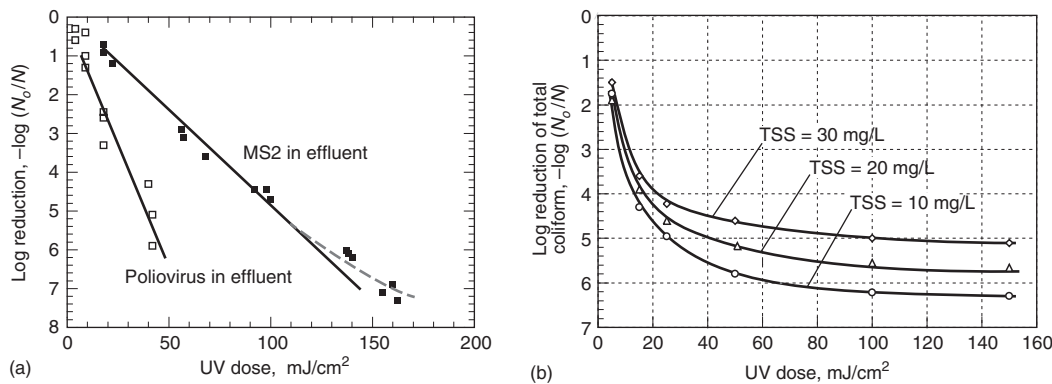 0
1
2
3
4
5
6
7
8
Log reduction, –log (Nₒ/N)
MS2 in effluent
Poliovirus in effluent
0 50 100 150 200
UV dose, mJ/cm²
(a)
0
1
2
3
4
5
6
7
Log reduction of total
coliform, –log (Nₒ/N)
TSS = 30 mg/L
TSS = 20 mg/L
TSS = 10 mg/L
0 20 40 60 80 100 120 140 160
UV dose, mJ/cm²
(b)